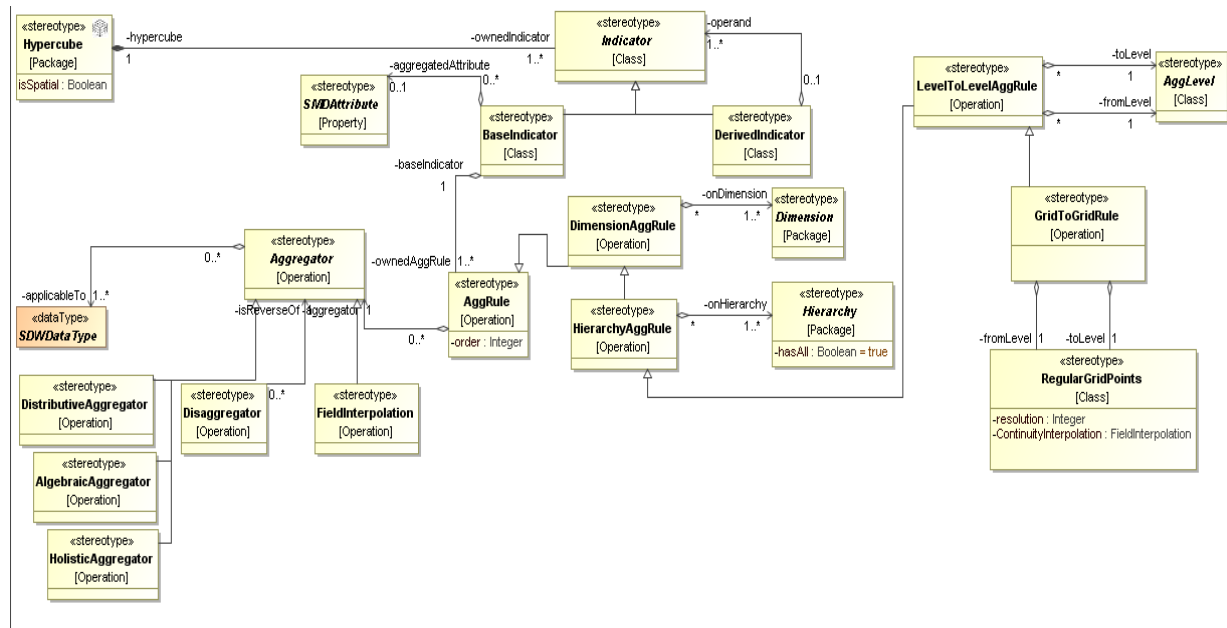 «stereotype»
Hypercube
[Package]
isSpatial : Boolean
-hypercube
1
-ownedIndicator
1..*
«stereotype»
Indicator
[Class]
-operand
1..*
0..1
-aggregatedAttribute
0..1
0..*
«stereotype»
SMDAttribute
[Property]
«stereotype»
BaseIndicator
[Class]
«stereotype»
DerivedIndicator
[Class]
«stereotype»
LevelToLevelAggRule
[Operation]
-toLevel
*
1
-fromLevel
*
1
«stereotype»
AggLevel
[Class]
-baseIndicator
1
«stereotype»
DimensionAggRule
[Operation]
-onDimension
*
1..*
«stereotype»
Dimension
[Package]
«stereotype»
GridToGridRule
[Operation]
«stereotype»
Aggregator
[Operation]
0..*
-ownedAggRule
1..*
-applicableTo
1..*
«dataType»
SDWDataType
-isReverseOf
-aggregator
1
0..*
«stereotype»
AggRule
[Operation]
-order : Integer
«stereotype»
HierarchyAggRule
[Operation]
-onHierarchy
*
1..*
«stereotype»
Hierarchy
[Package]
-hasAll : Boolean = true
-fromLevel
1
-toLevel
1
«stereotype»
RegularGridPoints
[Class]
-resolution : Integer
-ContinuityInterpolation : FieldInterpolation
«stereotype»
DistributiveAggregator
[Operation]
«stereotype»
Disaggregator
[Operation]
0..*
«stereotype»
FieldInterpolation
[Operation]
«stereotype»
AlgebraicAggregator
[Operation]
«stereotype»
HolisticAggregator
[Operation]